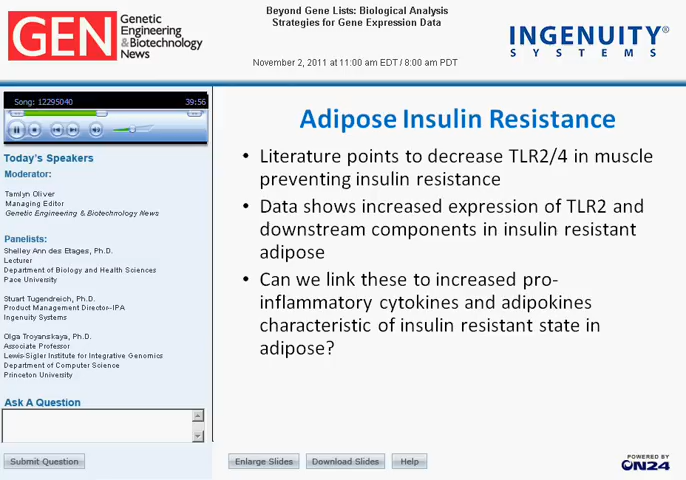 GEN
Genetic
Engineering
& Biotechnology
News
Beyond Gene Lists: Biological Analysis
Strategies for Gene Expression Data
November 2, 2011 at 11:00 am EDT / 8:00 am PDT
INGENUITY®
SYSTEMS
Song: 12295040
39:56
Today's Speakers
Moderator:
Tamlyn Oliver
Managing Editor
Genetic Engineering & Biotechnology News
Panelists:
Shelley Ann des Etages, Ph.D.
Lecturer
Department of Biology and Health Sciences
Pace University
Stuart Tugendreich, Ph.D.
Product Management Director-IPA
Ingenuity Systems
Olga Troyanskaya, Ph.D.
Associate Professor
Lewis-Sigler Institute for Integrative Genomics
Department of Computer Science
Princeton University
Ask A Question
Submit Question
Adipose Insulin Resistance
• Literature points to decrease TLR2/4 in muscle
preventing insulin resistance
• Data shows increased expression of TLR2 and
downstream components in insulin resistant
adipose
• Can we link these to increased pro-
inflammatory cytokines and adipokines
characteristic of insulin resistant state in
adipose?
Enlarge Slides
Download Slides
Help
POWERED BY
ON24